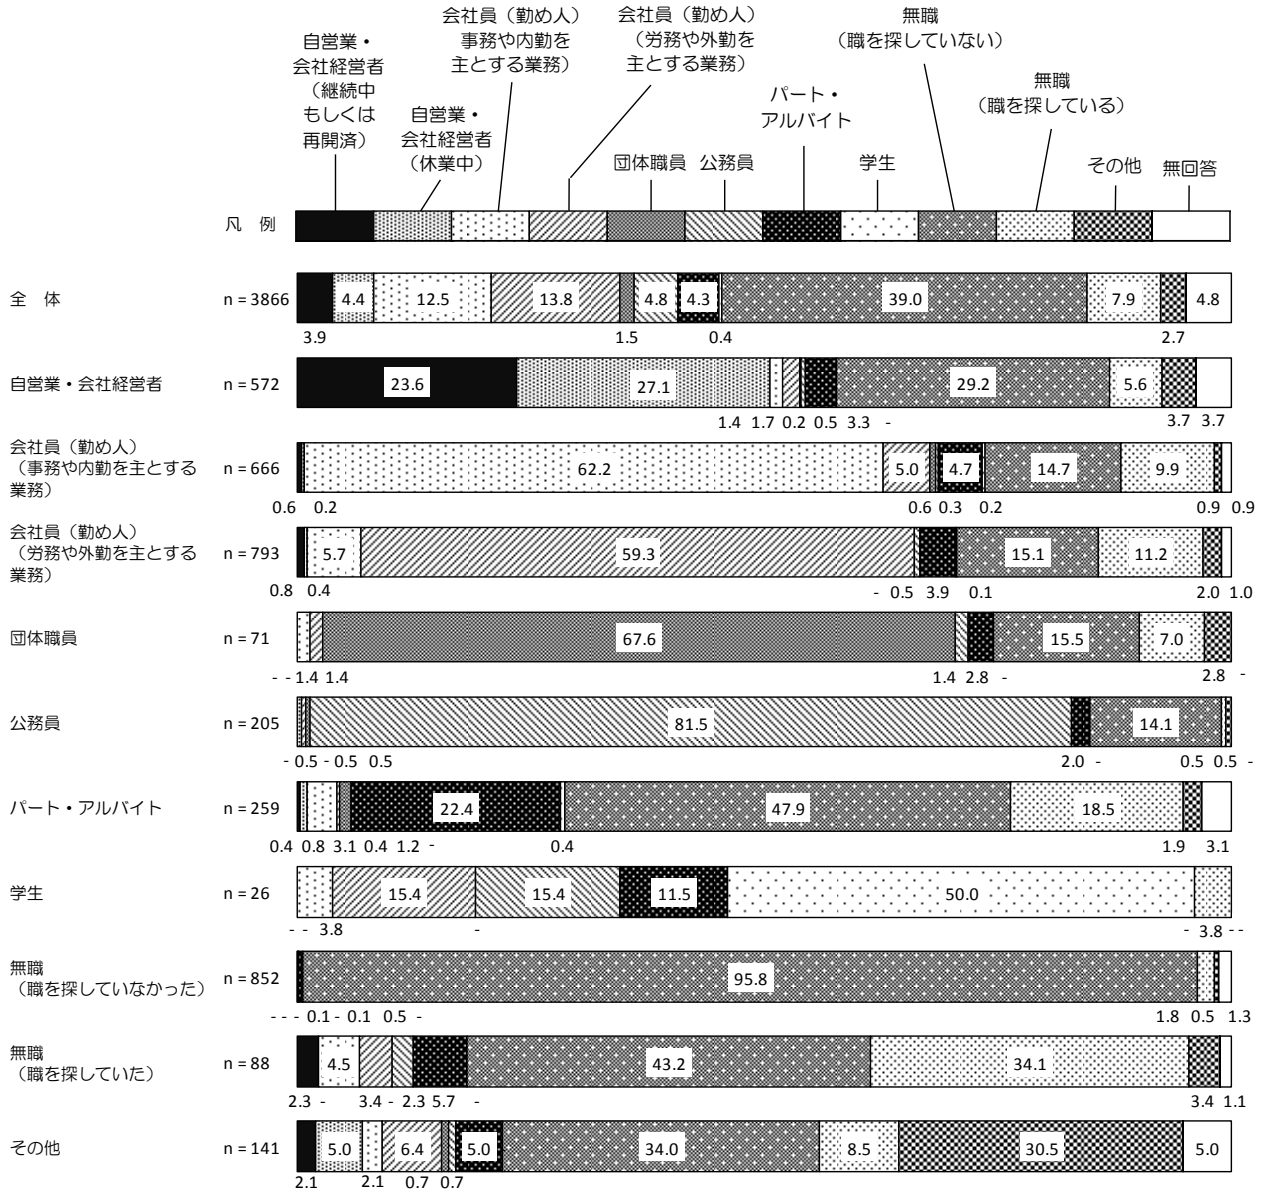 会社員（勤め人）
事務や内勤を
主とする業務）
会社員（勤め人）
（労務や外勤を
主とする業務）
無職
（職を探していない）
自営業・
会社経営者
（継続中
もしくは
再開済）
自営業・
会社経営者
（休業中）
パート・
アルバイト
無職
（職を探している）
団体職員
公務員
学生
その他
無回答
凡 例
全 体 n＝3866 4.4 12.5 13.8 4.8 4.3 39.0 7.9 4.8
3.9 1.5 0.4 2.7
自営業・会社経営者 n＝572 23.6 27.1 29.2 5.6
1.4 1.7 0.2 0.5 3.3 - 3.7 3.7
会社員（勤め人）
（事務や内勤を主とする
業務）
n＝666 62.2 5.0 4.7 14.7 9.9
0.6 0.2 0.6 0.3 0.2 0.9 0.9
会社員（勤め人）
（労務や外勤を主とする
業務）
n＝793 5.7 59.3 15.1 11.2
0.8 0.4 - 0.5 3.9 0.1 2.0 1.0
団体職員 n＝71 67.6 15.5 7.0
- - 1.4 1.4 1.4 2.8 - 2.8 -
公務員 n＝205 81.5 14.1
- 0.5 - 0.5 0.5 2.0 - 0.5 0.5 -
パート・アルバイト n＝259 22.4 47.9 18.5
0.4 0.8 3.1 0.4 1.2 - 0.4 1.9 3.1
学生 n＝26 15.4 15.4 11.5 50.0
- - 3.8 - - 3.8 - -
無職
（職を探していなかった）
n＝852 95.8
- - - 0.1 - 0.1 0.5 - 1.8 0.5 1.3
無職
（職を探していた）
n＝88 4.5 43.2 34.1
2.3 - 3.4 - 2.3 5.7 - 3.4 1.1
その他 n＝141 5.0 6.4 5.0 34.0 8.5 30.5 5.0
2.1 2.1 0.7 0.7